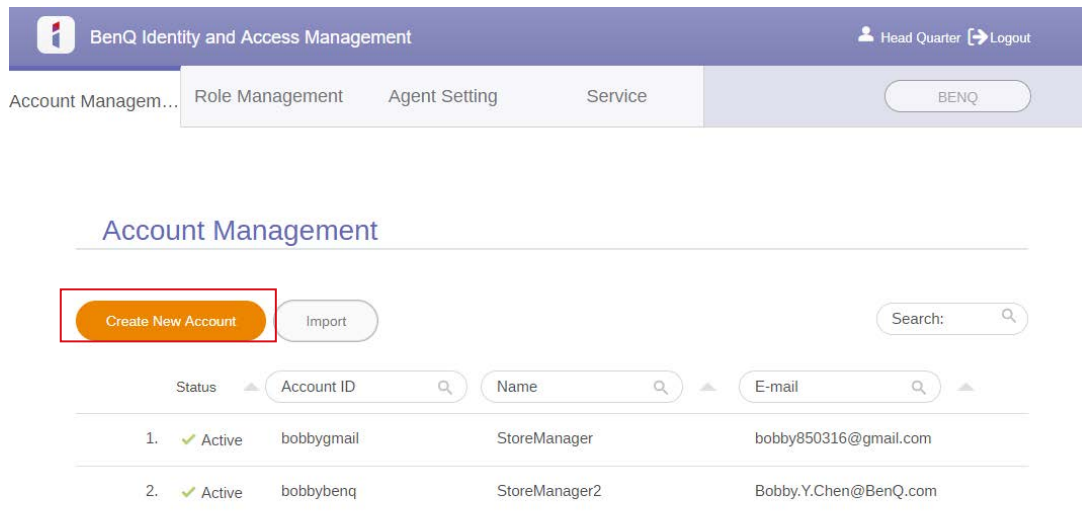 BenQ Identity and Access Management
Head Quarter Logout
Account Managem... Role Management Agent Setting Service BENQ
Account Management
Create New Account Import Search:
Status Account ID Name E-mail
1. Active bobbygmail StoreManager bobby850316@gmail.com
2. Active bobbybenq StoreManager2 Bobby.Y.Chen@BenQ.com